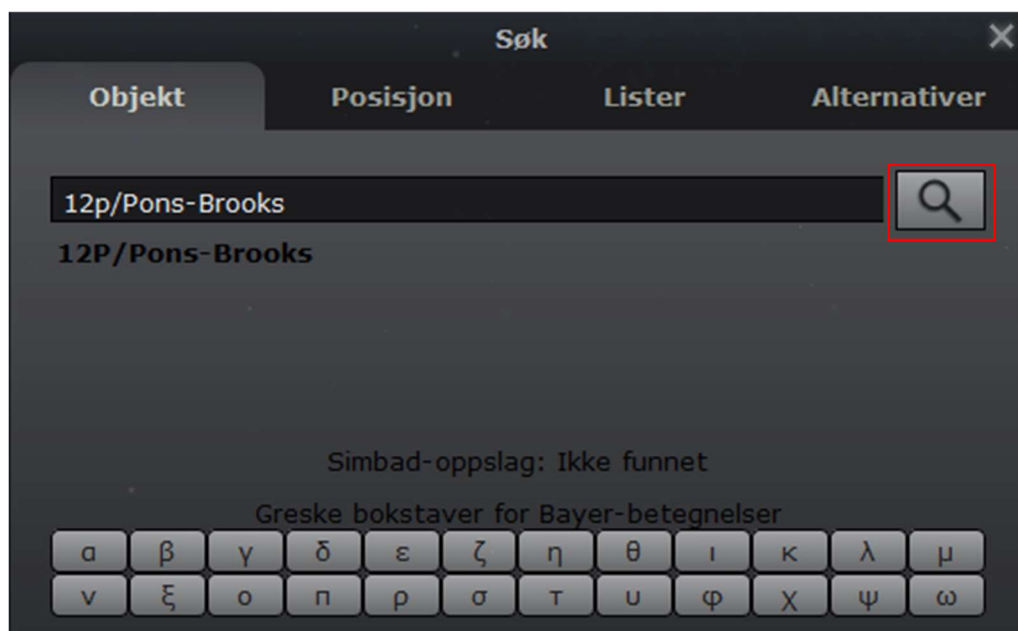 Søk
Objekt Posisjon Lister Alternativer
12p/Pons-Brooks
12P/Pons-Brooks
Simbad-oppslag: Ikke funnet
Greske bokstaver for Bayer-betegnelser
α β γ δ ε ζ η θ ι κ λ μ
ν ξ ο π ρ σ τ υ φ χ ψ ω